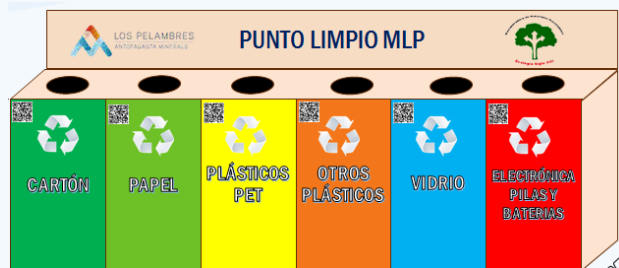 LOS PELAMBRES
ANTOFAGASTA MINERALS
PUNTO LIMPIO MLP
CARTÓN
PAPEL
PLÁSTICOS
PET
OTROS
PLÁSTICOS
VIDRIO
ELECTRÓNICA
PILAS Y
BATERIAS